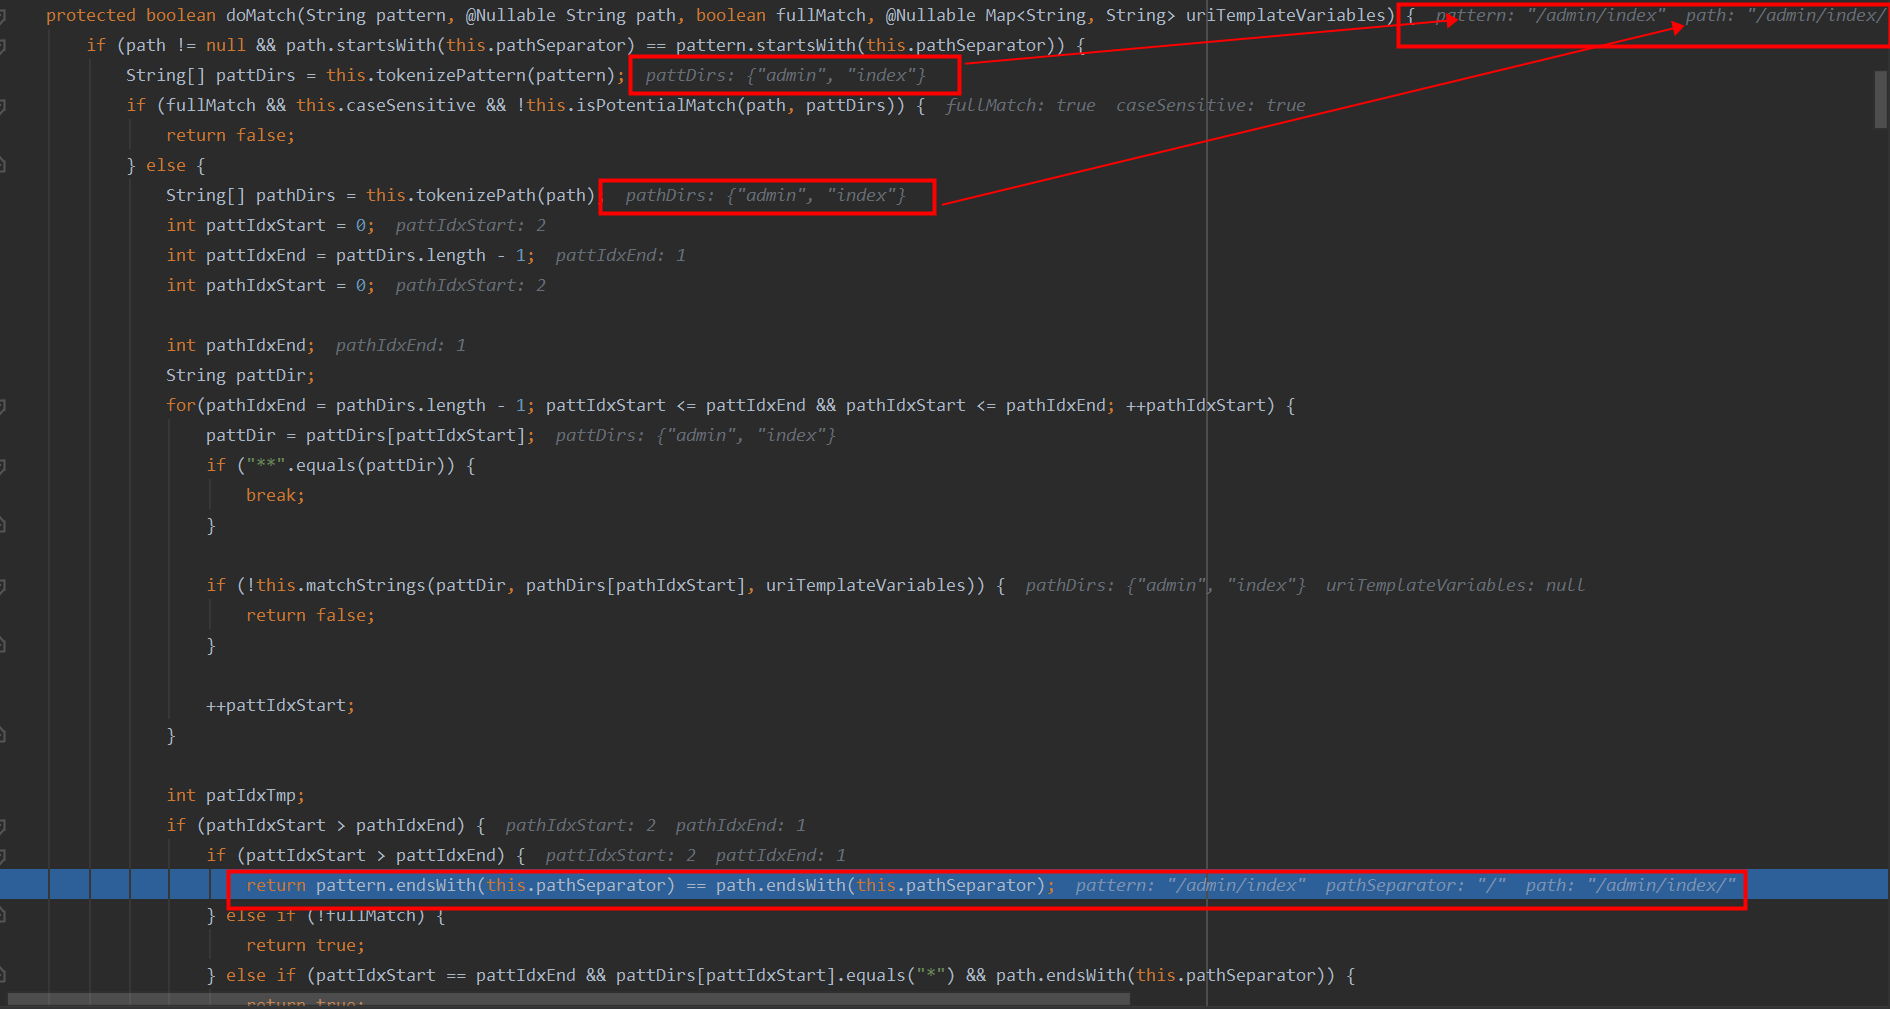 protected boolean doMatch(String pattern, @Nullable String path, boolean fullMatch, @Nullable Map<String, String> uriTemplateVariables) { pattern: "/admin/index" path: "/admin/index/
if (path != null && path.startsWith(this.pathSeparator) == pattern.startsWith(this.pathSeparator)) {
String[] pattDirs = this.tokenizePattern(pattern); pattDirs: {"admin", "index"}
if (fullMatch && this.caseSensitive && !this.isPotentialMatch(path, pattDirs)) { fullMatch: true caseSensitive: true
return false;
} else {
String[] pathDirs = this.tokenizePath(path) pathDirs: {"admin", "index"}
int pattIdxStart = 0; pattIdxStart: 2
int pattIdxEnd = pattDirs.length - 1; pattIdxEnd: 1
int pathIdxStart = 0; pathIdxStart: 2
int pathIdxEnd; pathIdxEnd: 1
String pattDir;
for(pathIdxEnd = pathDirs.length - 1; pattIdxStart <= pattIdxEnd && pathIdxStart <= pathIdxEnd; ++pathIdxStart) {
pattDir = pattDirs[pattIdxStart]; pattDirs: {"admin", "index"}
if ("**".equals(pattDir)) {
break;
}
if (!this.matchStrings(pattDir, pathDirs[pathIdxStart], uriTemplateVariables)) { pathDirs: {"admin", "index"} uriTemplateVariables: null
return false;
}
++pattIdxStart;
}
int patIdxTmp;
if (pathIdxStart > pathIdxEnd) { pathIdxStart: 2 pathIdxEnd: 1
if (pattIdxStart > pattIdxEnd) { pattIdxStart: 2 pattIdxEnd: 1
return pattern.endsWith(this.pathSeparator) == path.endsWith(this.pathSeparator); pattern: "/admin/index" pathSeparator: "/" path: "/admin/index/"
} else if (!fullMatch) {
return true;
} else if (pattIdxStart == pattIdxEnd && pattDirs[pattIdxStart].equals("*") && path.endsWith(this.pathSeparator)) {
return true;